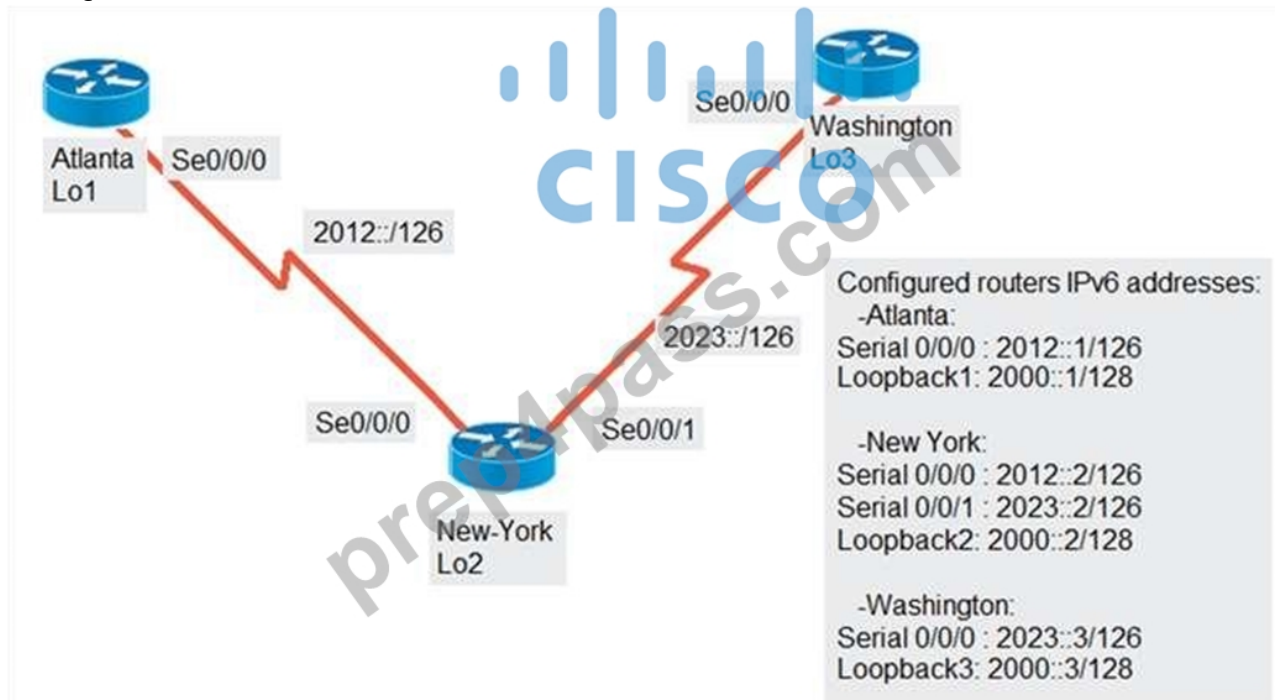 CISCO
Se0/0/0
Washington
Lo3
Atlanta
Lo1
Se0/0/0
2012::/126
2023::/126
Se0/0/0
Se0/0/1
New-York
Lo2
Configured routers IPv6 addresses:
-Atlanta:
Serial 0/0/0 : 2012::1/126
Loopback1: 2000::1/128
-New York:
Serial 0/0/0 : 2012::2/126
Serial 0/0/1 : 2023::2/126
Loopback2: 2000::2/128
-Washington:
Serial 0/0/0 : 2023::3/126
Loopback3: 2000::3/128
prep4pass.com